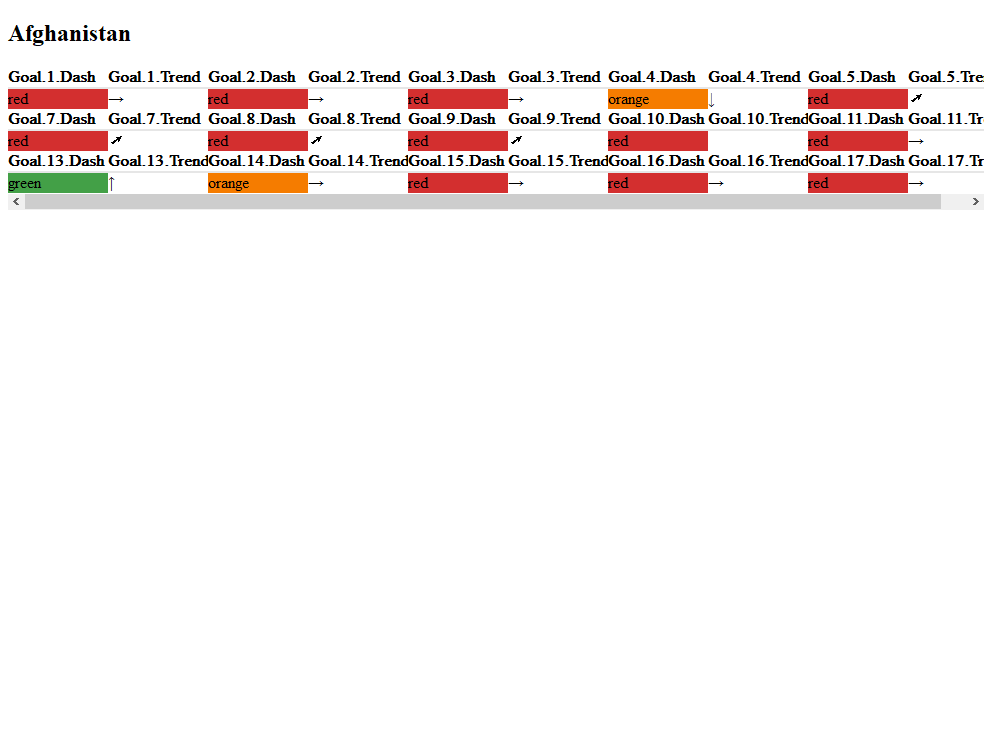 Afghanistan
Goal.1.Dash Goal.1.Trend Goal.2.Dash Goal.2.Trend Goal.3.Dash Goal.3.Trend Goal.4.Dash Goal.4.Trend Goal.5.Dash Goal.5.Tre
red → red → red → orange ↓ red ➚
Goal.7.Dash Goal.7.Trend Goal.8.Dash Goal.8.Trend Goal.9.Dash Goal.9.Trend Goal.10.Dash Goal.10.Trend Goal.11.Dash Goal.11.Tr
red ➚ red ➚ red ➚ red red →
Goal.13.Dash Goal.13.Trend Goal.14.Dash Goal.14.Trend Goal.15.Dash Goal.15.Trend Goal.16.Dash Goal.16.Trend Goal.17.Dash Goal.17.Tr
green ↑ orange → red → red → red →